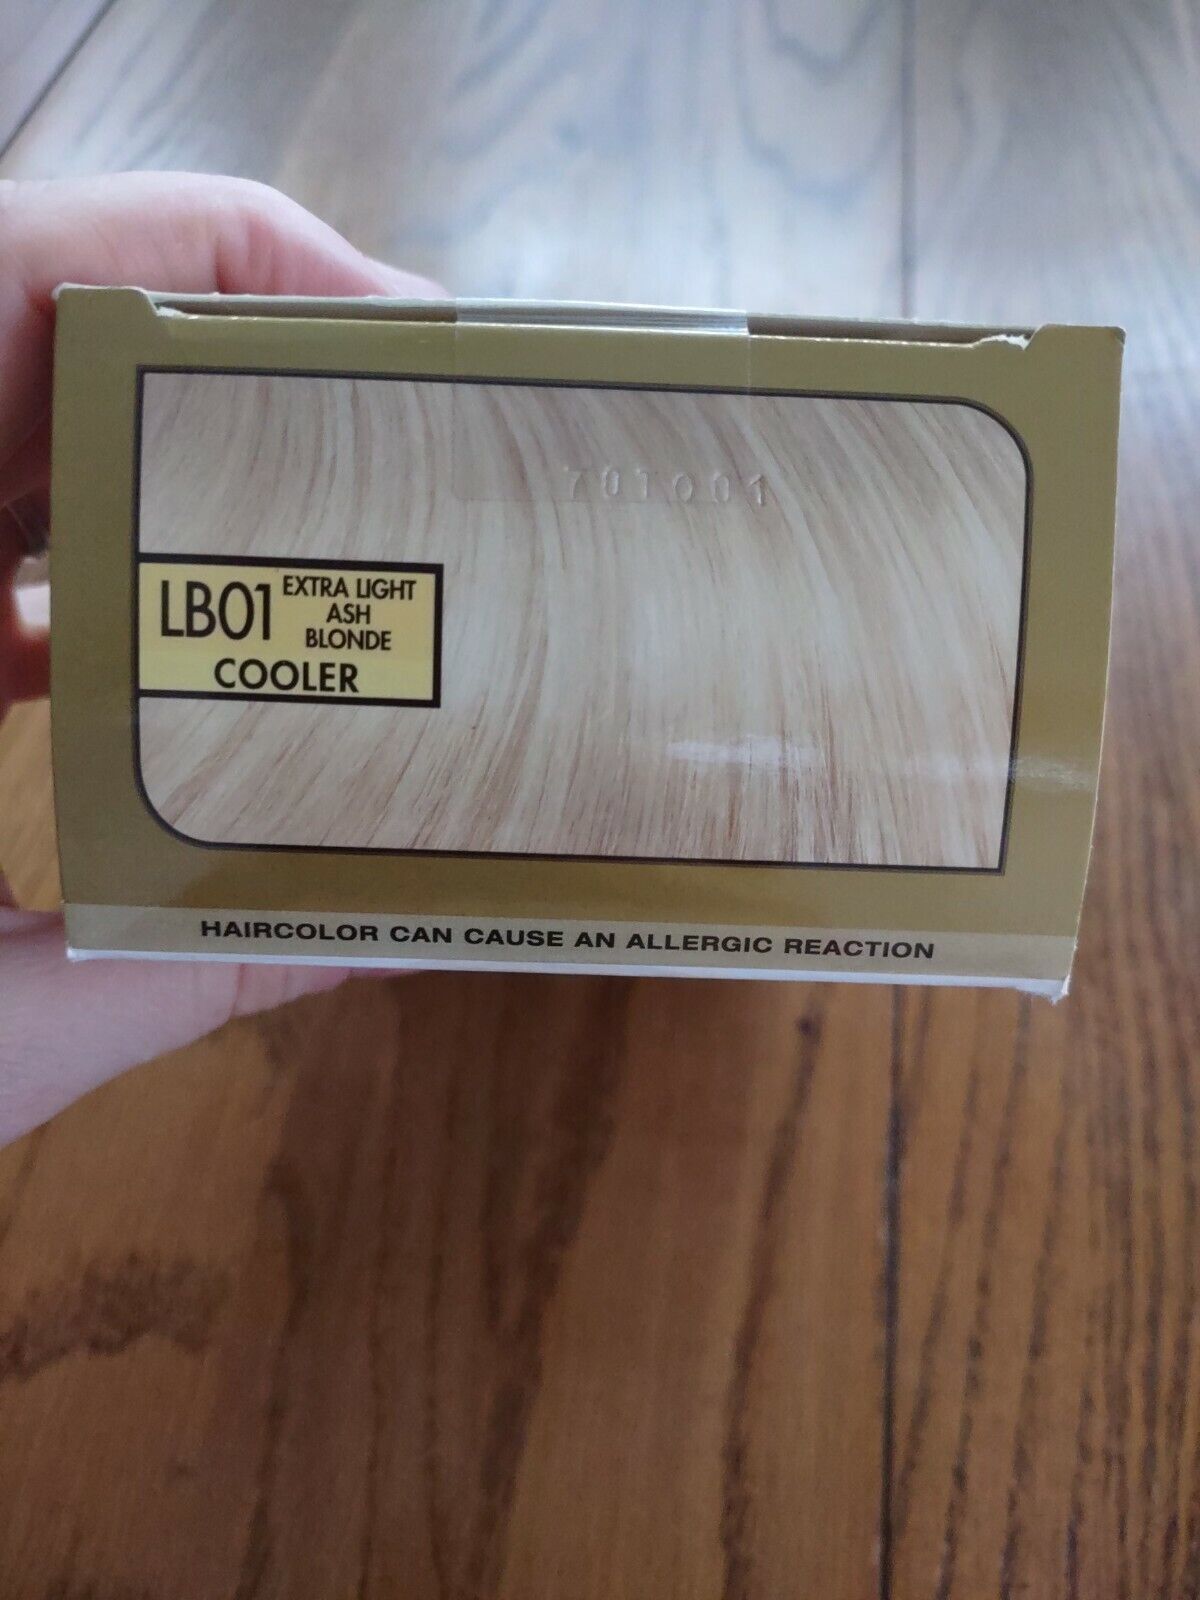 LB01
EXTRA LIGHT
ASH
BLONDE
COOLER
HAIRCOLOR CAN CAUSE AN ALLERGIC REACTION